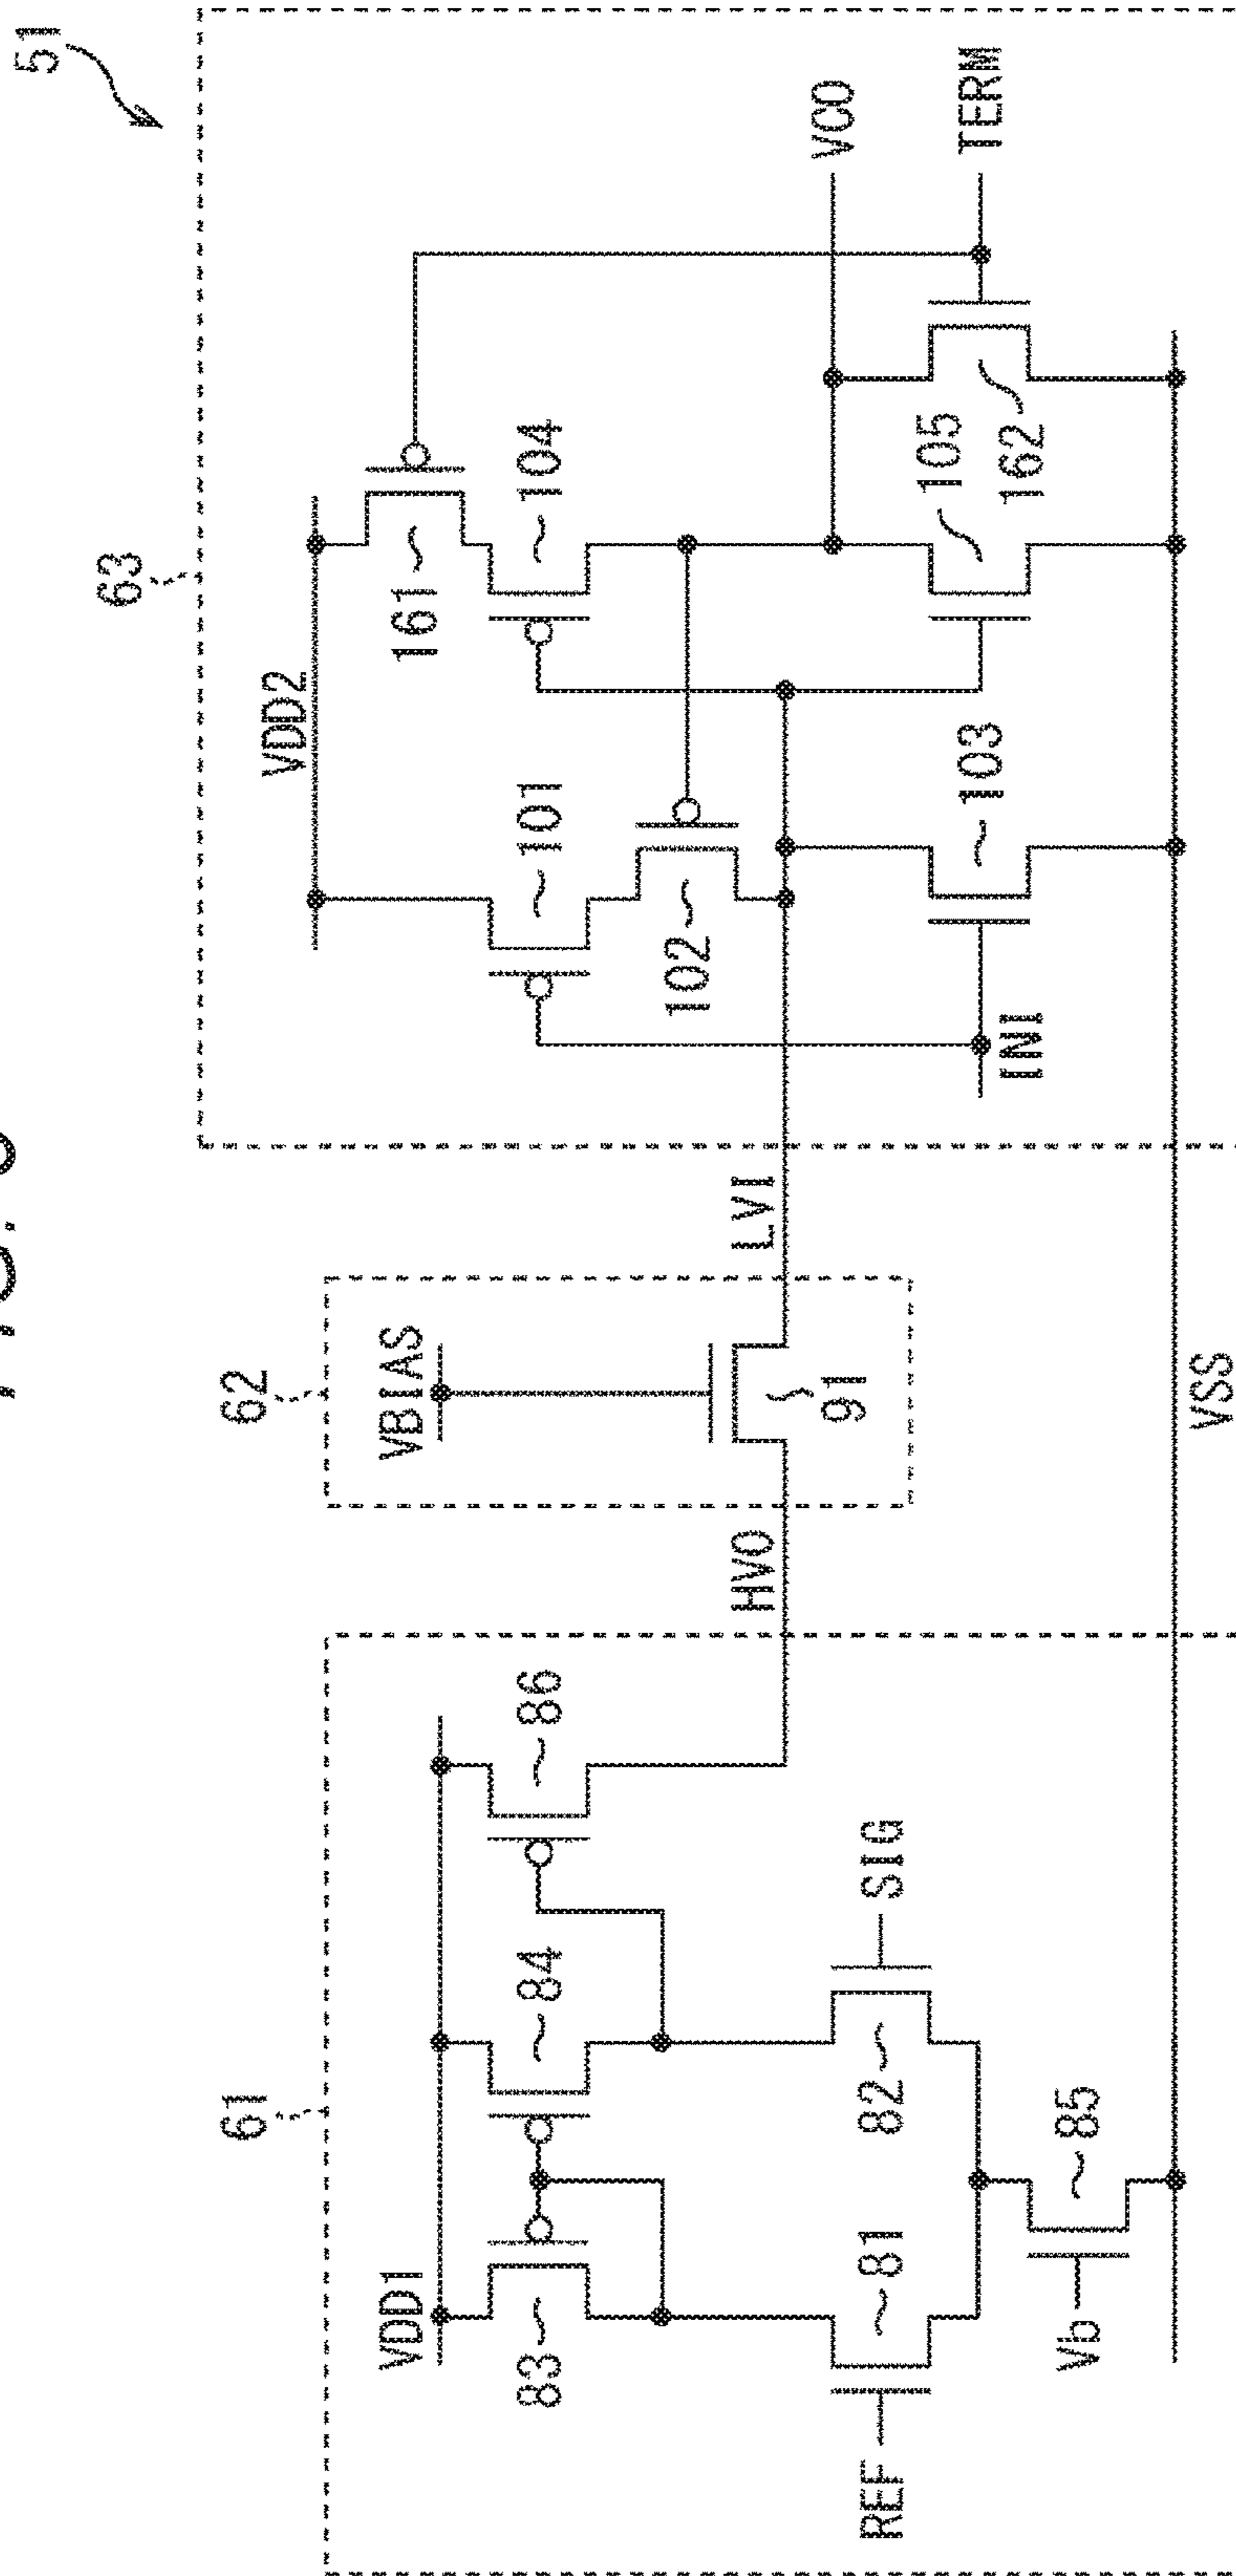 51
63
VDD2
161
104
101
102
VCO
105
162
TERM
103
INI
62
VBIAS
LVI
HVO
91
61
VDD1
83
84
86
REF
81
82
SIG
Vb
85
VSS